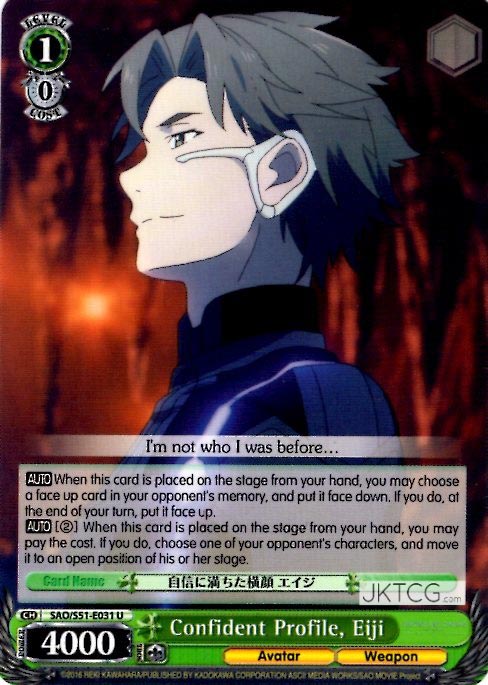 LEVEL
1
0
COST
I'm not who I was before...
AUTO When this card is placed on the stage from your hand, you may choose
a face up card in your opponent's memory, and put it face down. If you do, at
the end of your turn, put it face up.
AUTO [②] When this card is placed on the stage from your hand, you may
pay the cost. If you do, choose one of your opponent's characters, and move
it to an open position of his or her stage.
Card Name 自信に満ちた横顔 エイジ
JKTCG.com
CH SAO/S51-E031 U
POWER 4000 SOUL
Confident Profile, Eiji
Avatar Weapon
©2016 REKI KAWAHARA/PUBLISHED BY KADOKAWA CORPORATION ASCII MEDIA WORKS/SAO MOVIE Project